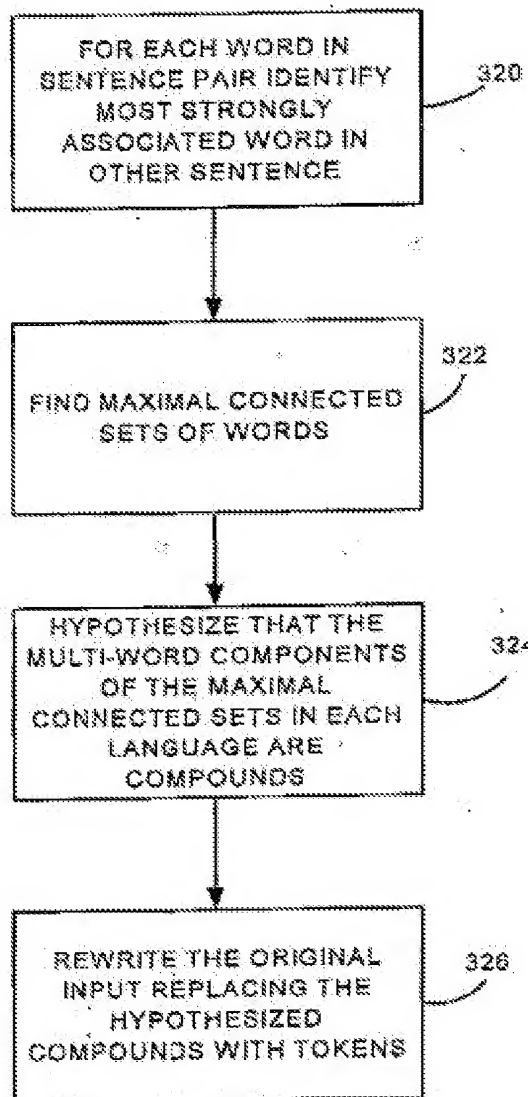 FOR EACH WORD IN
SENTENCE PAIR IDENTIFY
MOST STRONGLY
ASSOCIATED WORD IN
OTHER SENTENCE
320
FIND MAXIMAL CONNECTED
SETS OF WORDS
322
HYPOTHESIZE THAT THE
MULTI-WORD COMPONENTS
OF THE MAXIMAL
CONNECTED SETS IN EACH
LANGUAGE ARE
COMPOUNDS
324
REWRITE THE ORIGINAL
INPUT REPLACING THE
HYPOTHESIZED
COMPOUNDS WITH TOKENS
326